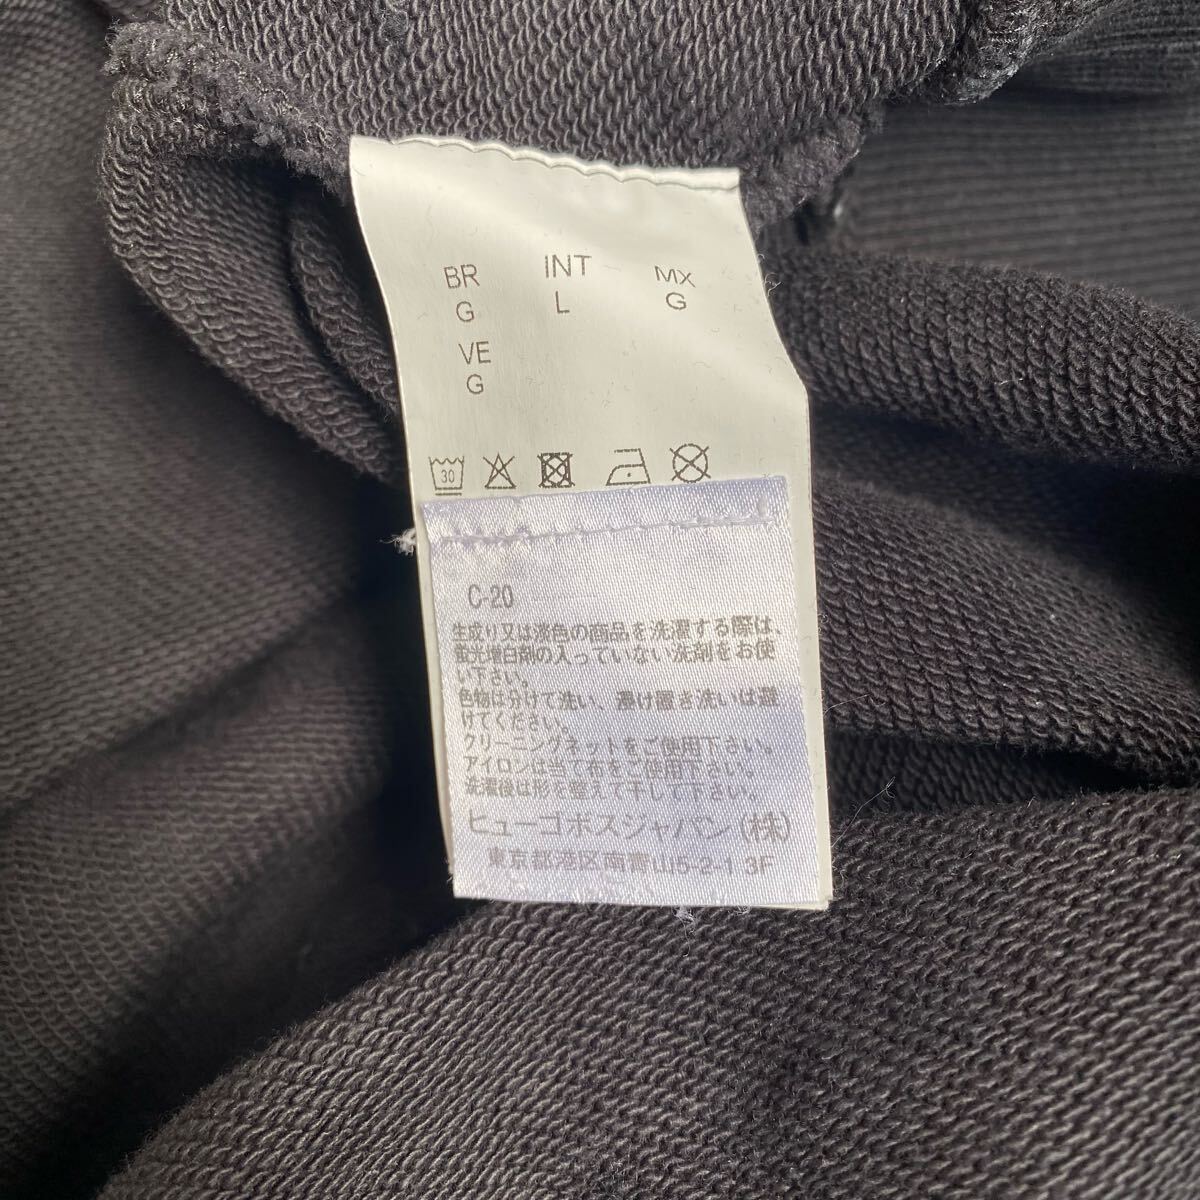 BR INT MX
G L G
VE
G
30
C-20
生成り又は淡色の商品を洗濯する際は、
蛍光増白剤の入っていない洗剤をお使
い下さい。
色物は分けて洗い、漬け置き洗いは避
けてください。
クリーニングネットをご使用下さい。
アイロンは当て布をご使用下さい。
洗濯後は形を整えて干して下さい。
ヒューゴボスジャパン(株)
東京都港区南青山5-2-1 3F